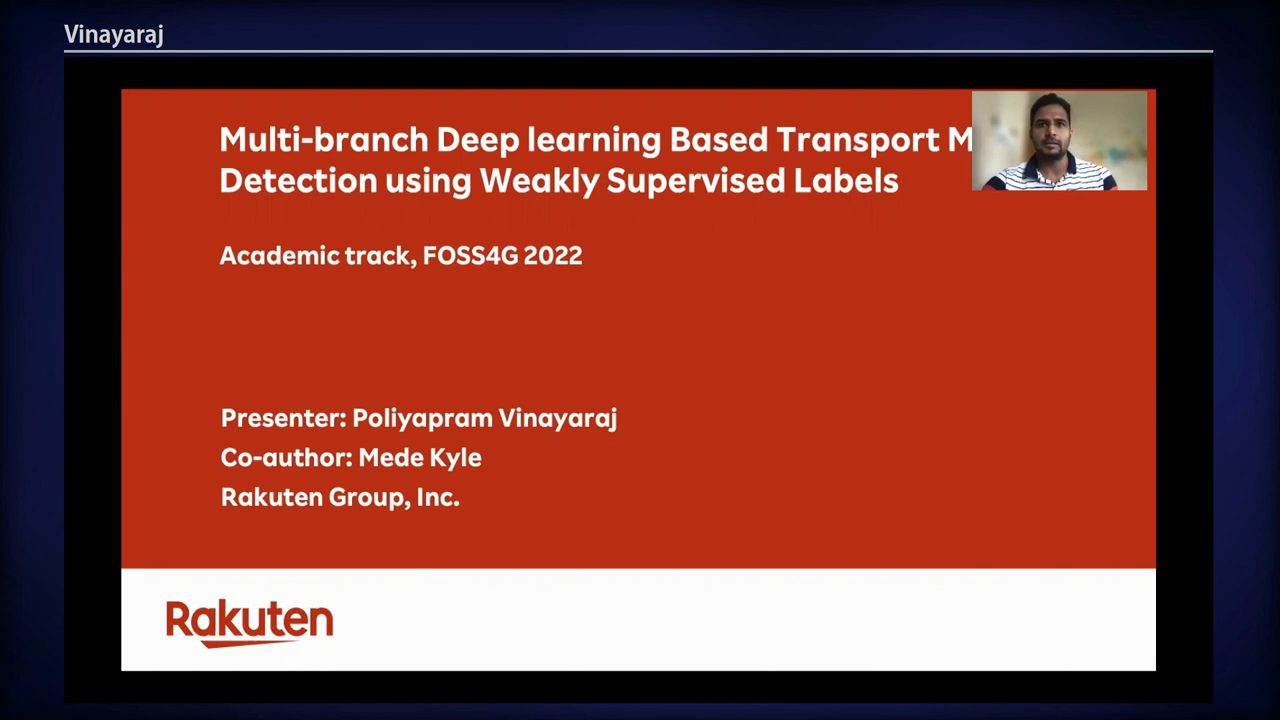 Vinayaraj
Multi-branch Deep learning Based Transport M
Detection using Weakly Supervised Labels
Academic track, FOSS4G 2022
Presenter: Poliyapram Vinayaraj
Co-author: Mede Kyle
Rakuten Group, Inc.
Rakuten